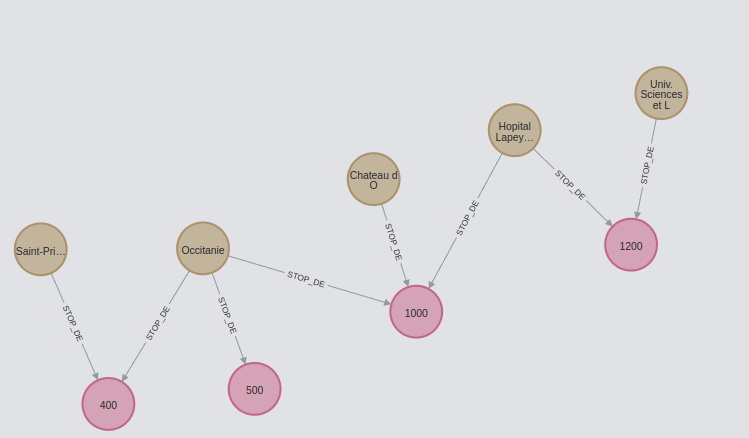 Univ.
Sciences
et L
Hopital
Lapey…
Chateau d
O
Saint-Pri…
Occitanie
STOP_DE
STOP_DE
STOP_DE
STOP_DE
STOP_DE
STOP_DE
STOP_DE
STOP_DE
1200
1000
500
400